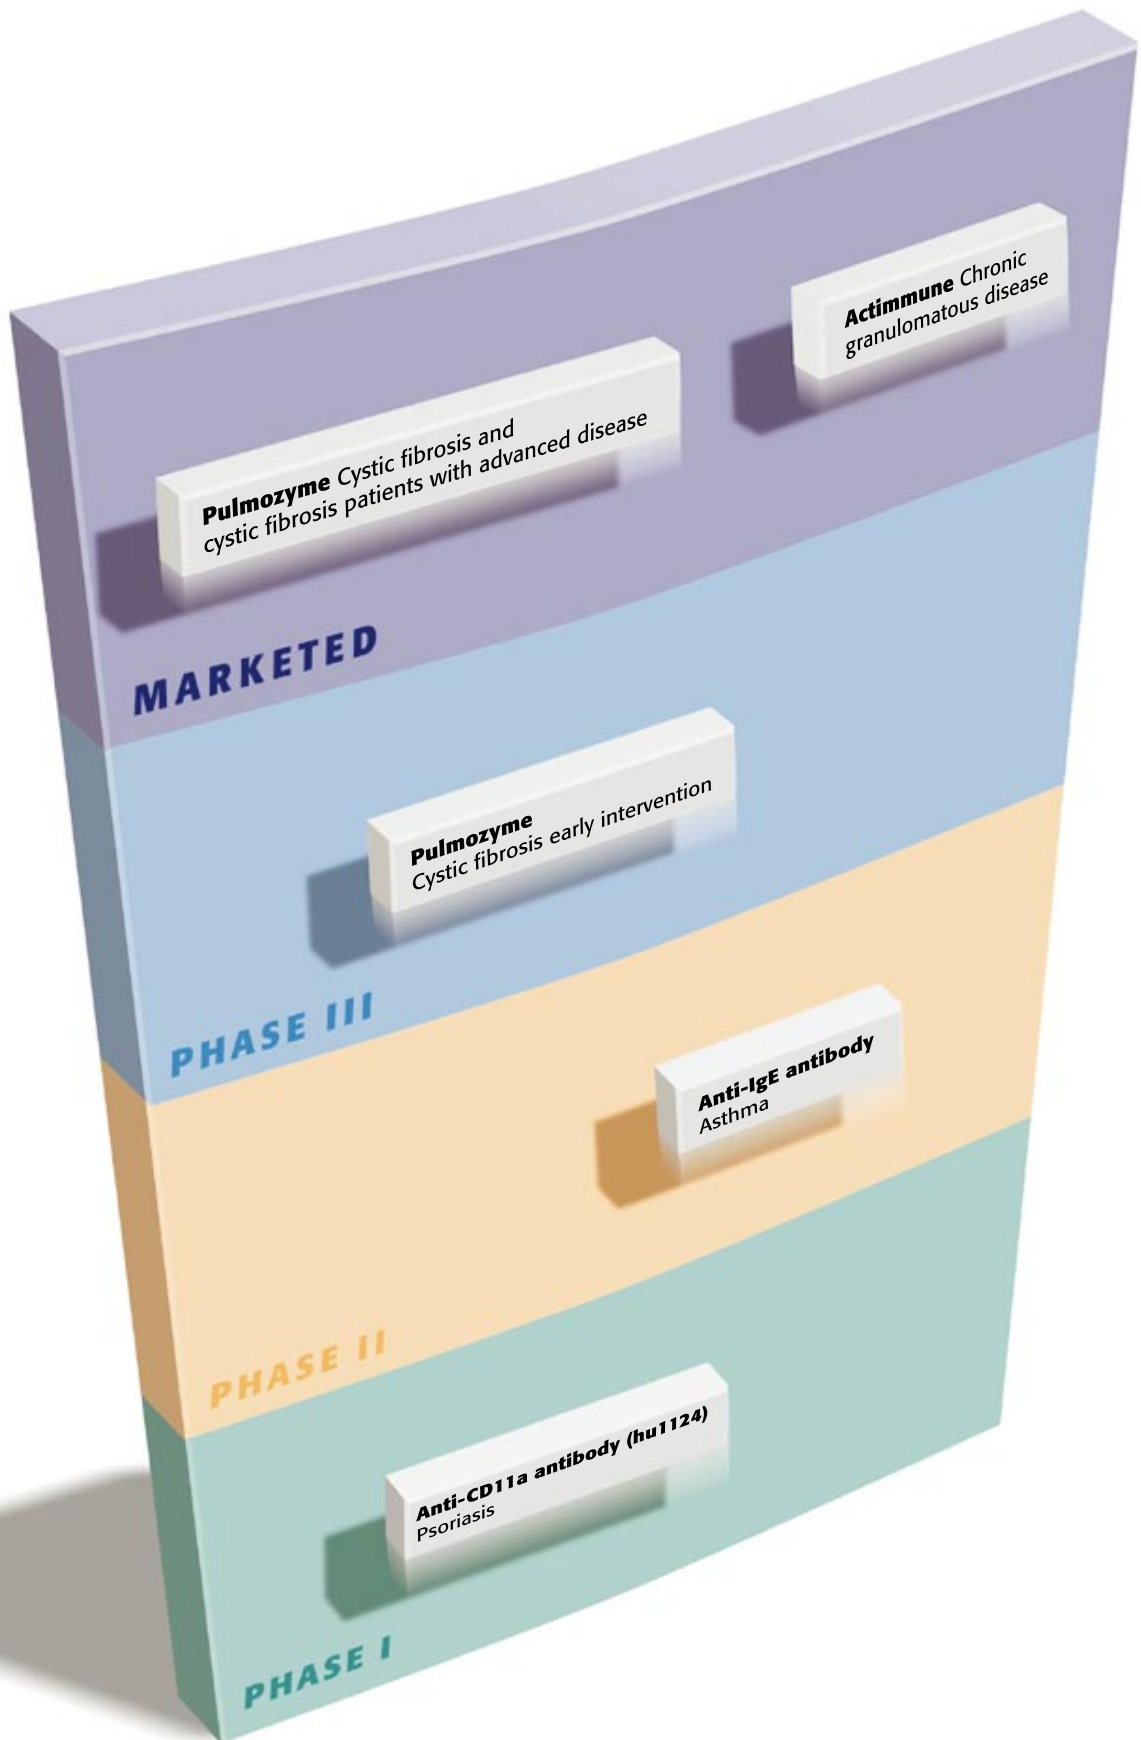 Actimmune Chronic
granulomatous disease
Pulmozyme Cystic fibrosis and
cystic fibrosis patients with advanced disease
MARKETED
Pulmozyme
Cystic fibrosis early intervention
PHASE III
Anti-IgE antibody
Asthma
PHASE II
Anti-CD11a antibody (hu1124)
Psoriasis
PHASE I